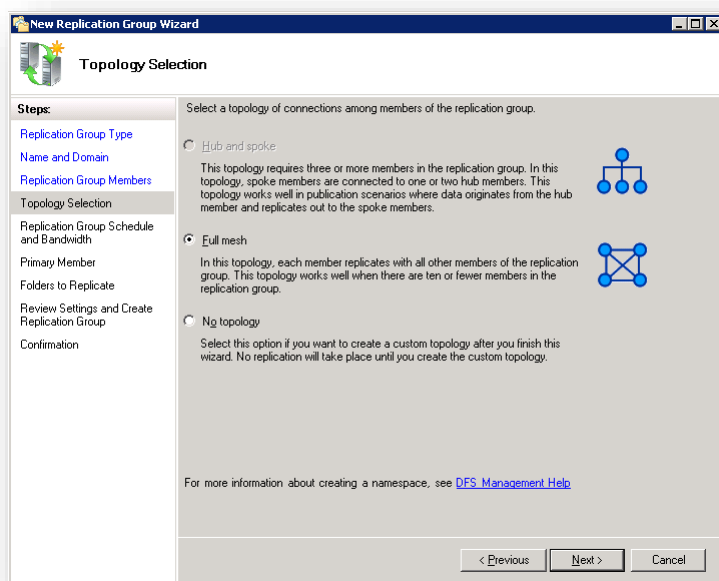 New Replication Group Wizard
Topology Selection
Steps:
Replication Group Type
Name and Domain
Replication Group Members
Topology Selection
Replication Group Schedule
and Bandwidth
Primary Member
Folders to Replicate
Review Settings and Create
Replication Group
Confirmation
Select a topology of connections among members of the replication group.
Hub and spoke
This topology requires three or more members in the replication group. In this
topology, spoke members are connected to one or two hub members. This
topology works well in publication scenarios where data originates from the hub
member and replicates out to the spoke members.
Full mesh
In this topology, each member replicates with all other members of the replication
group. This topology works well when there are ten or fewer members in the
replication group.
No topology
Select this option if you want to create a custom topology after you finish this
wizard. No replication will take place until you create the custom topology.
For more information about creating a namespace, see DFS Management Help
< Previous
Next >
Cancel